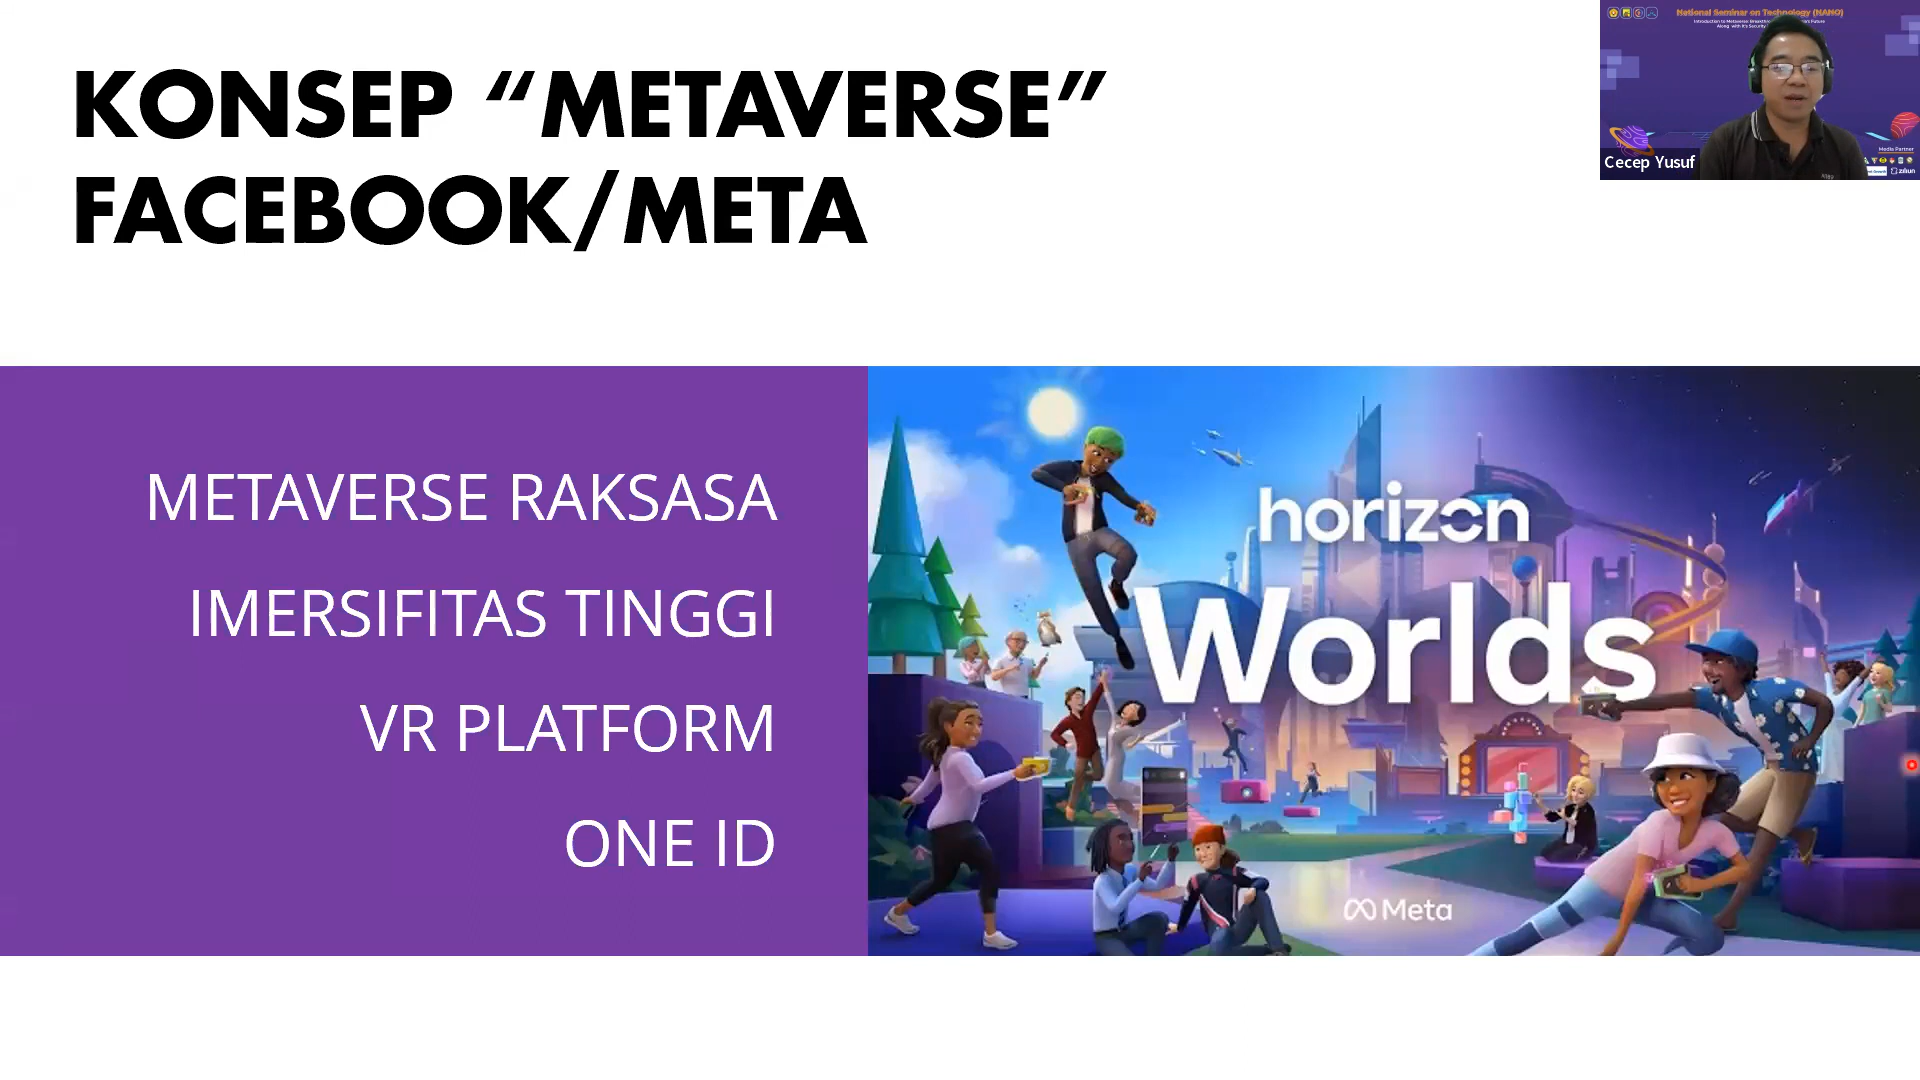 KONSEP “METAVERSE”
FACEBOOK/META
National Seminar on Technology (NANO)
Cecep Yusuf
Media Partner
METAVERSE RAKSASA
IMERSIFITAS TINGGI
VR PLATFORM
ONE ID
horizon
Worlds
Meta